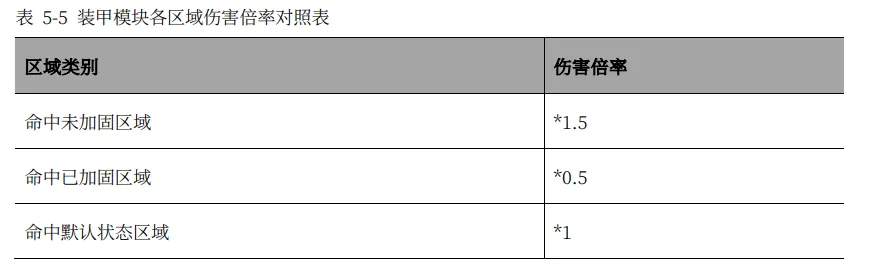 表 5-5 装甲模块各区域伤害倍率对照表
区域类别 伤害倍率
命中未加固区域 *1.5
命中已加固区域 *0.5
命中默认状态区域 *1